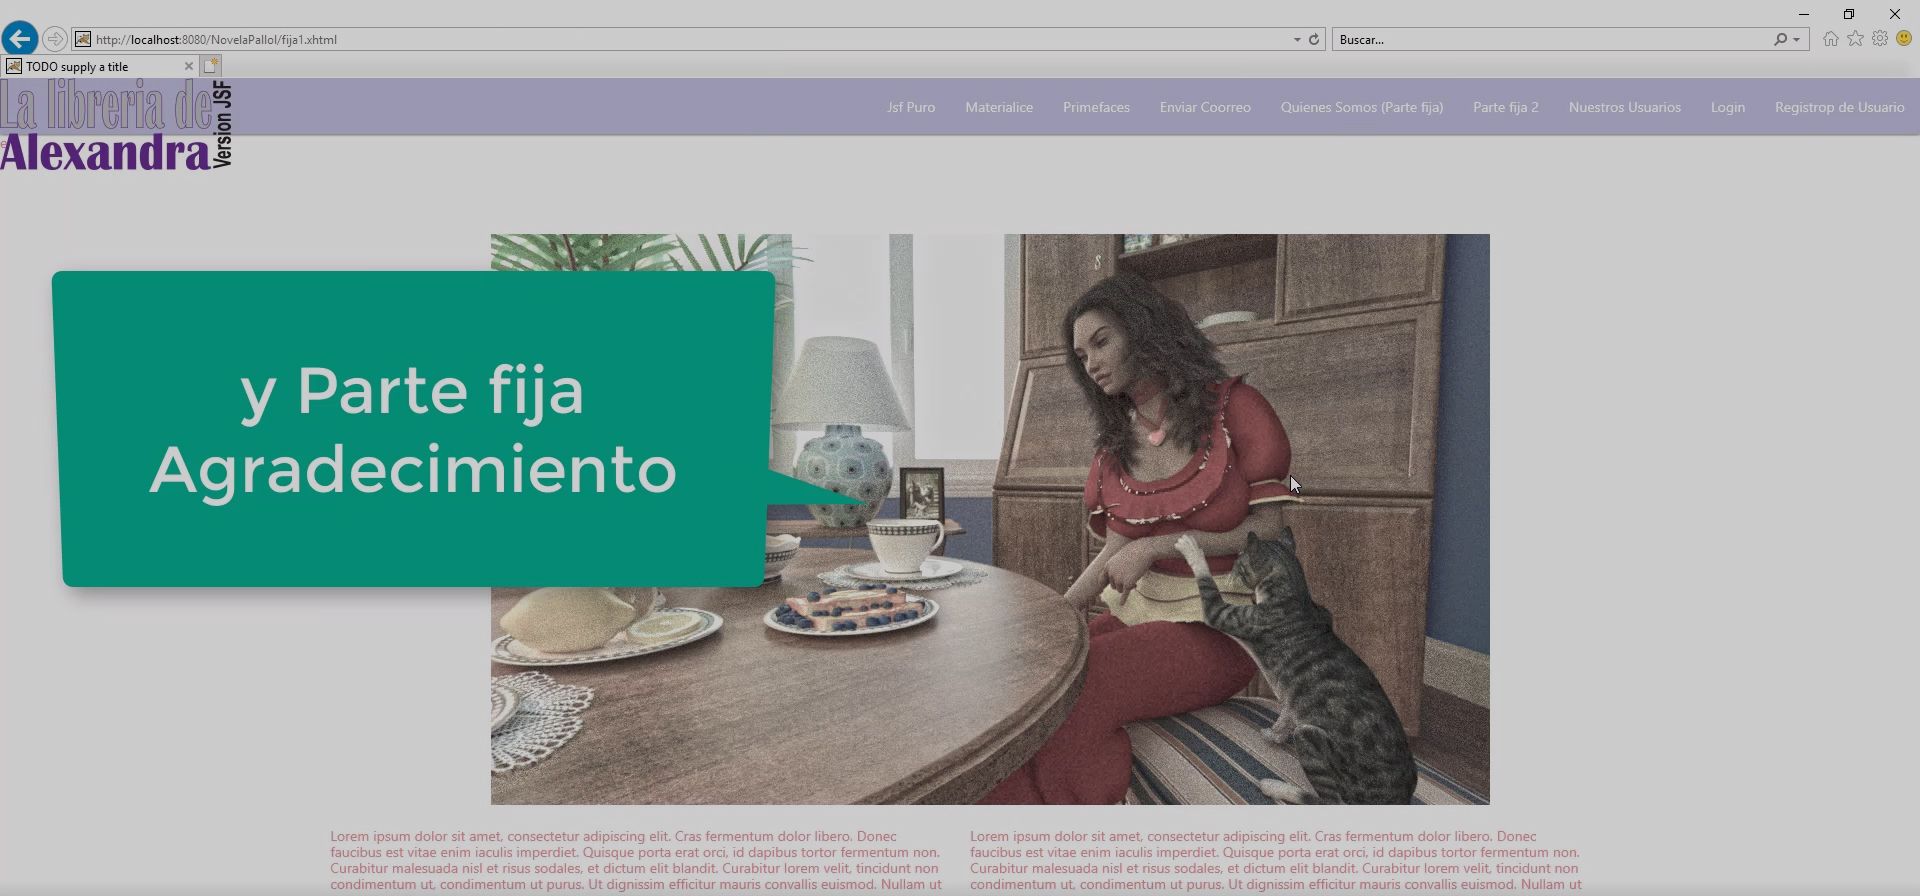 http://localhost:8080/NovelaPallol/fija1.xhtml
Buscar...
TODO supply a title
La libreria de
Alexandra
Version JSF
Jsf Puro
Materialice
Primefaces
Enviar Coorreo
Quienes Somos (Parte fija)
Parte fija 2
Nuestros Usuarios
Login
Registrop de Usuario
y Parte fija
Agradecimiento
Lorem ipsum dolor sit amet, consectetur adipiscing elit. Cras fermentum dolor libero. Donec
faucibus est vitae enim iaculis imperdiet. Quisque porta erat orci, id dapibus tortor fermentum non.
Curabitur malesuada nisl et risus sodales, et dictum elit blandit. Curabitur lorem velit, tincidunt non
condimentum ut, condimentum ut purus. Ut dignissim efficitur mauris convallis euismod. Nullam ut
Lorem ipsum dolor sit amet, consectetur adipiscing elit. Cras fermentum dolor libero. Donec
faucibus est vitae enim iaculis imperdiet. Quisque porta erat orci, id dapibus tortor fermentum non.
Curabitur malesuada nisl et risus sodales, et dictum elit blandit. Curabitur lorem velit, tincidunt non
condimentum ut, condimentum ut purus. Ut dignissim efficitur mauris convallis euismod. Nullam ut